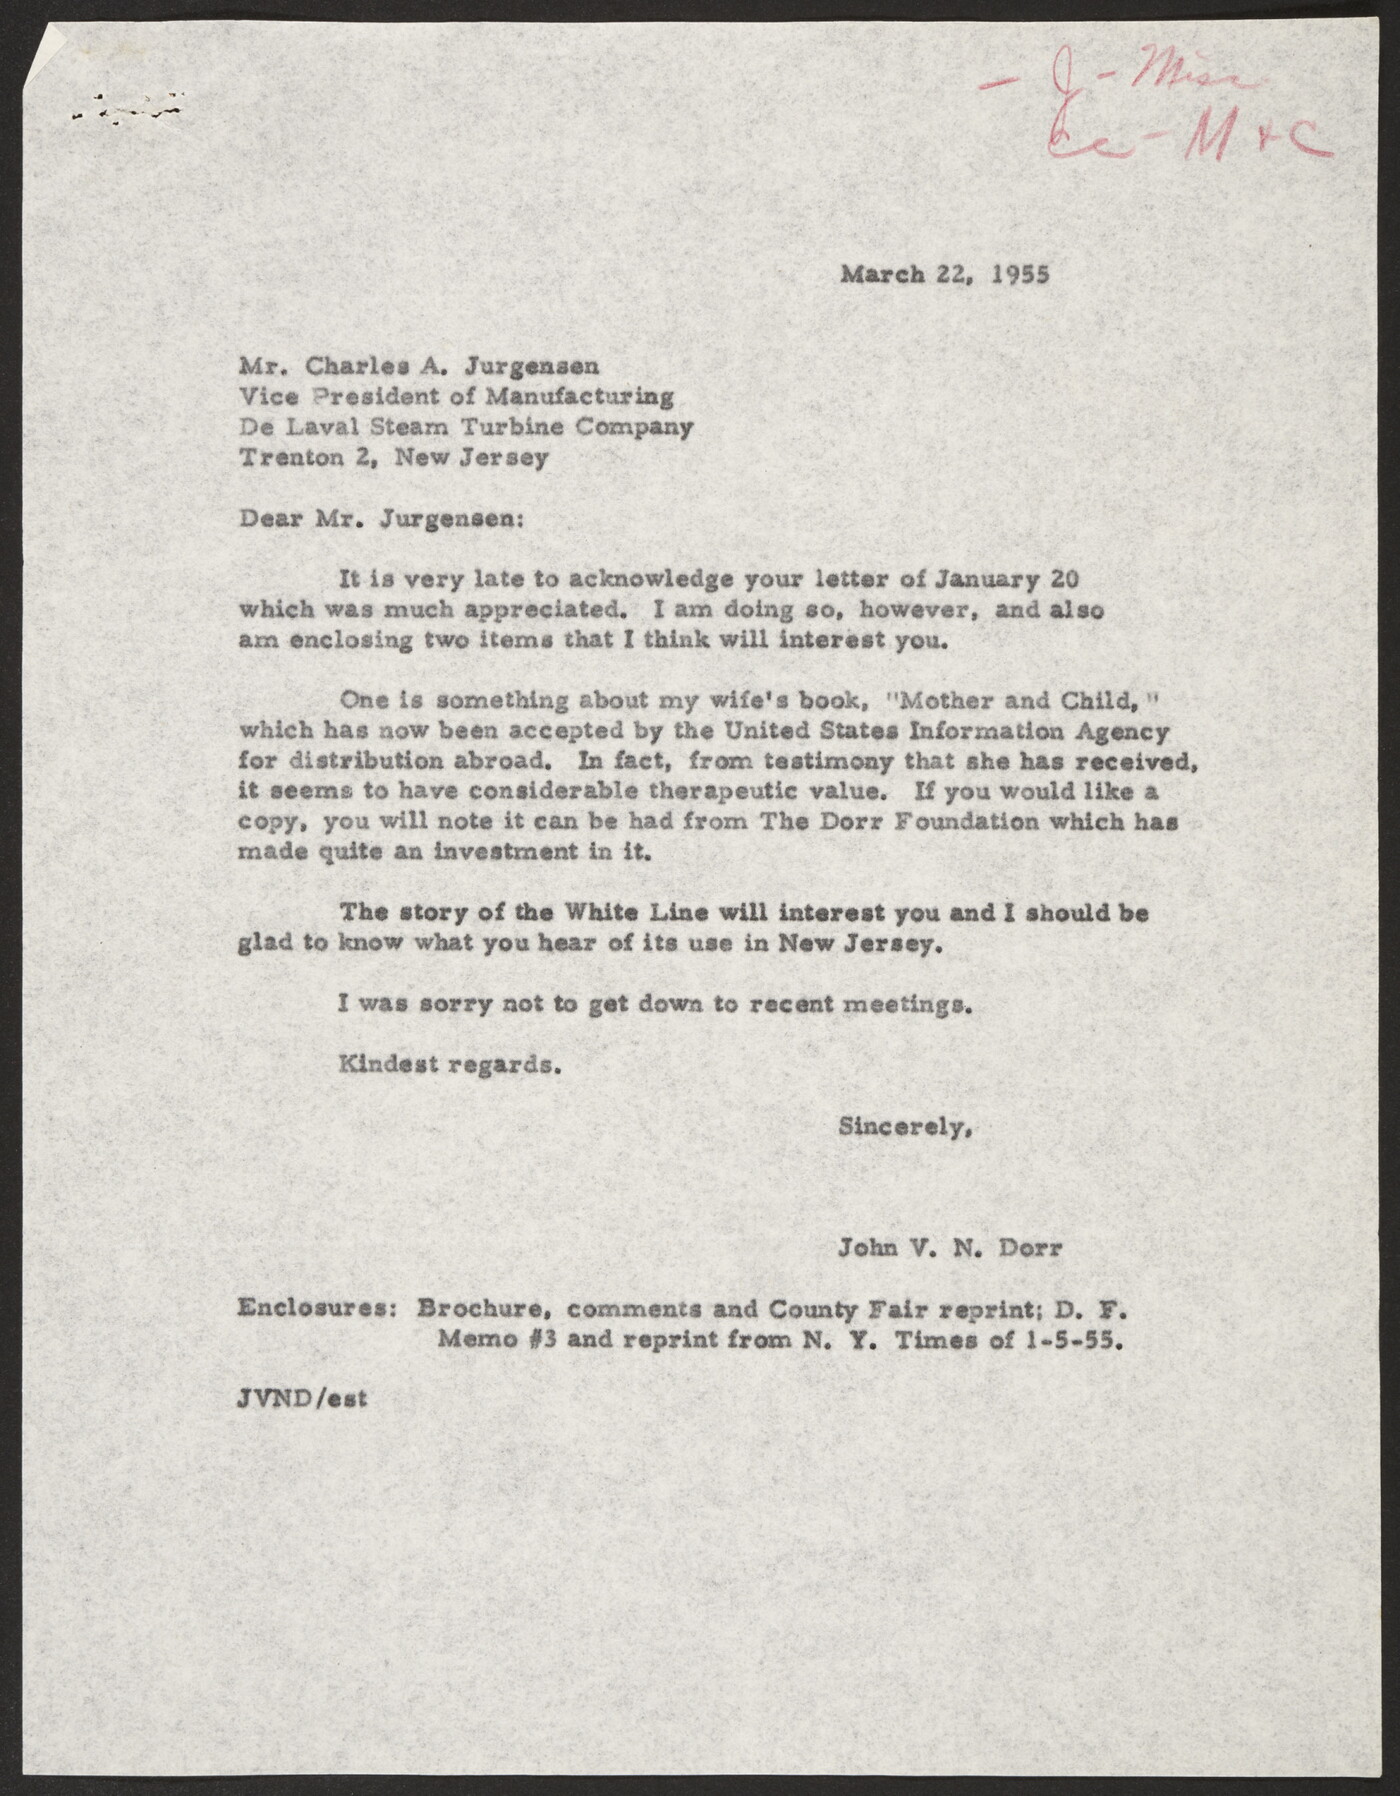 - J - Misc
cc - M + C
March 22, 1955
Mr. Charles A. Jurgensen
Vice President of Manufacturing
De Laval Steam Turbine Company
Trenton 2, New Jersey
Dear Mr. Jurgensen:
It is very late to acknowledge your letter of January 20
which was much appreciated. I am doing so, however, and also
am enclosing two items that I think will interest you.
One is something about my wife's book, "Mother and Child,"
which has now been accepted by the United States Information Agency
for distribution abroad. In fact, from testimony that she has received,
it seems to have considerable therapeutic value. If you would like a
copy, you will note it can be had from The Dorr Foundation which has
made quite an investment in it.
The story of the White Line will interest you and I should be
glad to know what you hear of its use in New Jersey.
I was sorry not to get down to recent meetings.
Kindest regards.
Sincerely,
John V. N. Dorr
Enclosures: Brochure, comments and County Fair reprint; D. F.
Memo #3 and reprint from N. Y. Times of 1-5-55.
JVND/est